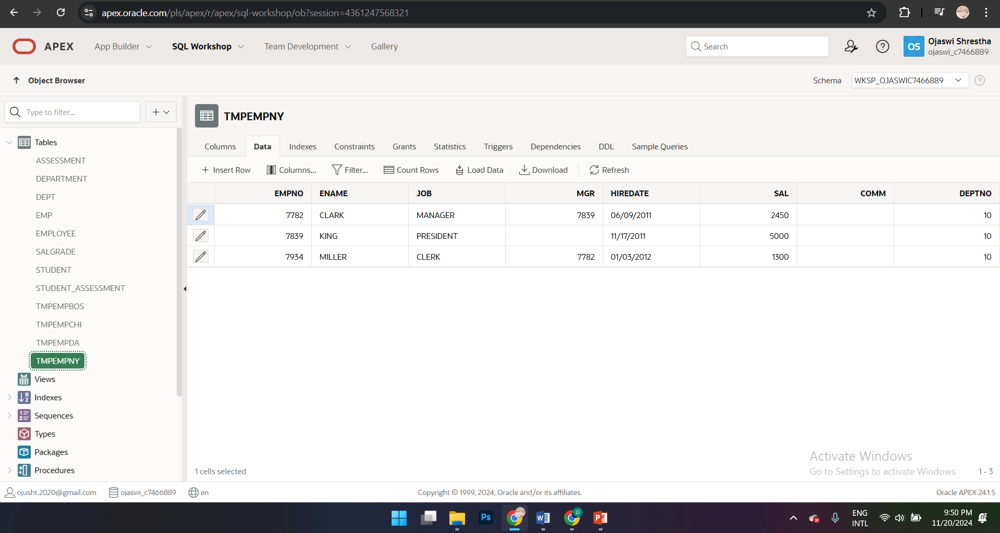 apex.oracle.com/pls/apex/r/apex/sql-workshop/ob?session=4361247568321
APEX App Builder SQL Workshop Team Development Gallery Search OS Ojaswi Shrestha
ojaswi_c7466889
Object Browser Schema WKSP_OJASWIC7466889
Type to filter...
TMPEMPNY
Columns Data Indexes Constraints Grants Statistics Triggers Dependencies DDL Sample Queries
Insert Row Columns... Filter... Count Rows Load Data Download Refresh
EMPNO ENAME JOB MGR HIREDATE SAL COMM DEPTNO
7782 CLARK MANAGER 7839 06/09/2011 2450 10
7839 KING PRESIDENT 11/17/2011 5000 10
7934 MILLER CLERK 7782 01/03/2012 1300 10
Tables
ASSESSMENT
DEPARTMENT
DEPT
EMP
EMPLOYEE
SALGRADE
STUDENT
STUDENT_ASSESSMENT
TMPEMPBOS
TMPEMPCHI
TMPEMPDA
TMPEMPNY
Views
Indexes
Sequences
Types
Packages
Procedures
1 cells selected
Activate Windows
Go to Settings to activate Windows.
1 - 3
ojusht.2020@gmail.com ojaswi_c7466889 en Copyright © 1999, 2024, Oracle and/or its affiliates. Oracle APEX 24.1.5
Ps
0
ENG
INTL
9:50 PM
11/20/2024